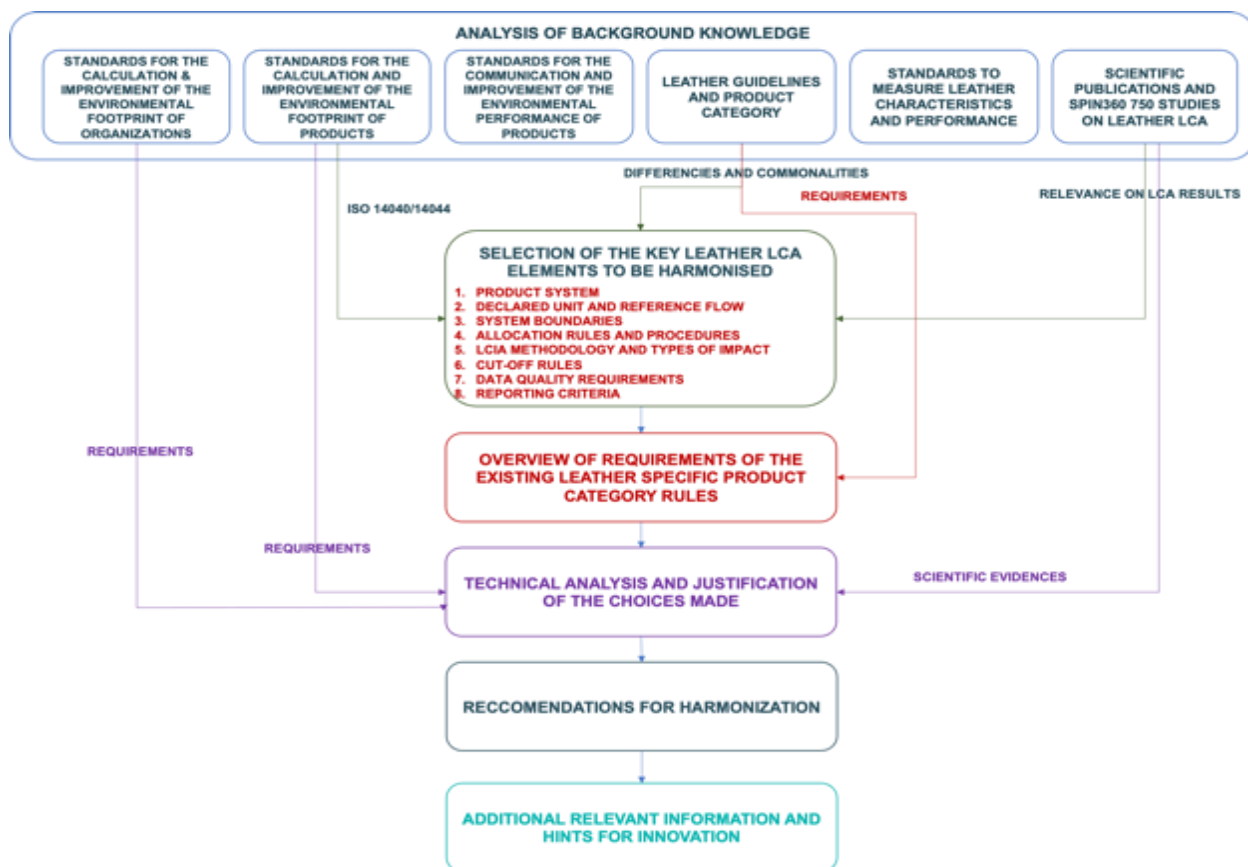 ANALYSIS OF BACKGROUND KNOWLEDGE
STANDARDS FOR THE
CALCULATION &
IMPROVEMENT OF THE
ENVIRONMENTAL
FOOTPRINT OF
ORGANIZATIONS
STANDARDS FOR THE
CALCULATION AND
IMPROVEMENT OF THE
ENVIRONMENTAL
FOOTPRINT OF
PRODUCTS
STANDARDS FOR THE
COMMUNICATION AND
IMPROVEMENT OF THE
ENVIRONMENTAL
PERFORMANCE OF
PRODUCTS
LEATHER GUIDELINES
AND PRODUCT
CATEGORY
STANDARDS TO
MEASURE LEATHER
CHARACTERISTICS
AND PERFORMANCE
SCIENTIFIC
PUBLICATIONS AND
SPIN360 750 STUDIES
ON LEATHER LCA
DIFFERENCIES AND COMMONALITIES
REQUIREMENTS
RELEVANCE ON LCA RESULTS
ISO 14040/14044
SELECTION OF THE KEY LEATHER LCA
ELEMENTS TO BE HARMONISED
1. PRODUCT SYSTEM
2. DECLARED UNIT AND REFERENCE FLOW
3. SYSTEM BOUNDARIES
4. ALLOCATION RULES AND PROCEDURES
5. LCIA METHODOLOGY AND TYPES OF IMPACT
6. CUT-OFF RULES
7. DATA QUALITY REQUIREMENTS
8. REPORTING CRITERIA
REQUIREMENTS
OVERVIEW OF REQUIREMENTS OF THE
EXISTING LEATHER SPECIFIC PRODUCT
CATEGORY RULES
REQUIREMENTS
TECHNICAL ANALYSIS AND JUSTIFICATION
OF THE CHOICES MADE
SCIENTIFIC EVIDENCES
RECCOMENDATIONS FOR HARMONIZATION
ADDITIONAL RELEVANT INFORMATION AND
HINTS FOR INNOVATION